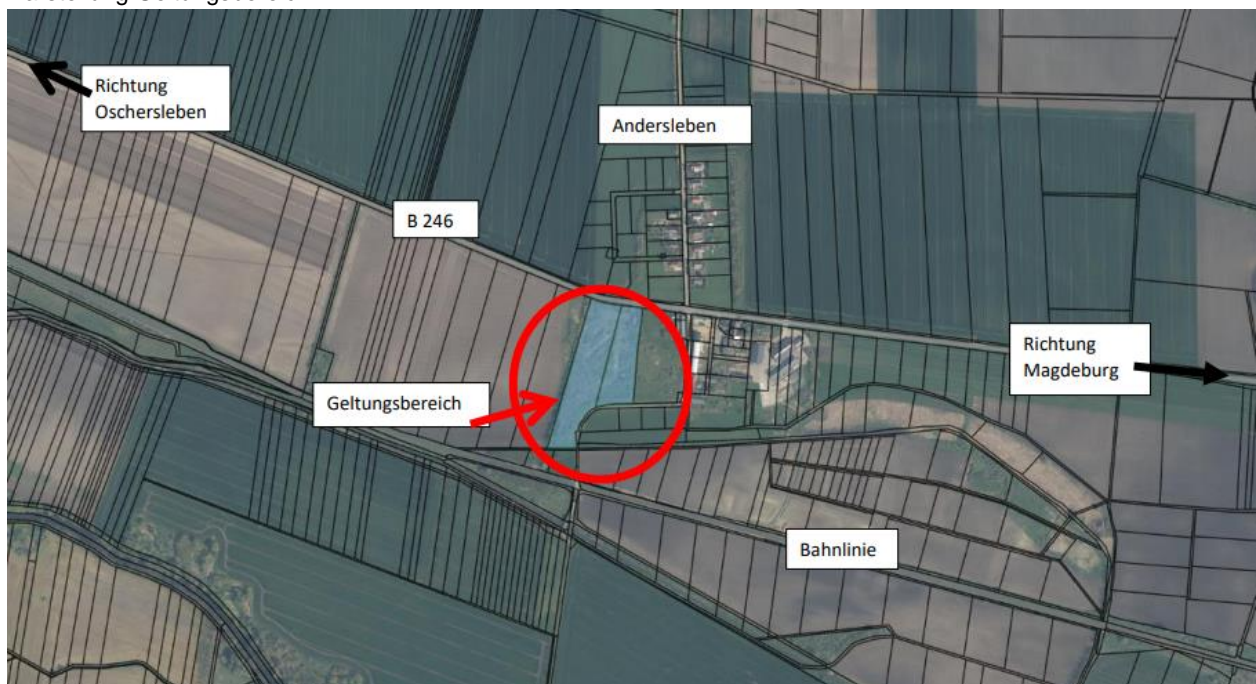 Richtung
Oschersleben
Andersleben
B 246
Richtung
Magdeburg
Geltungsbereich
Bahnlinie